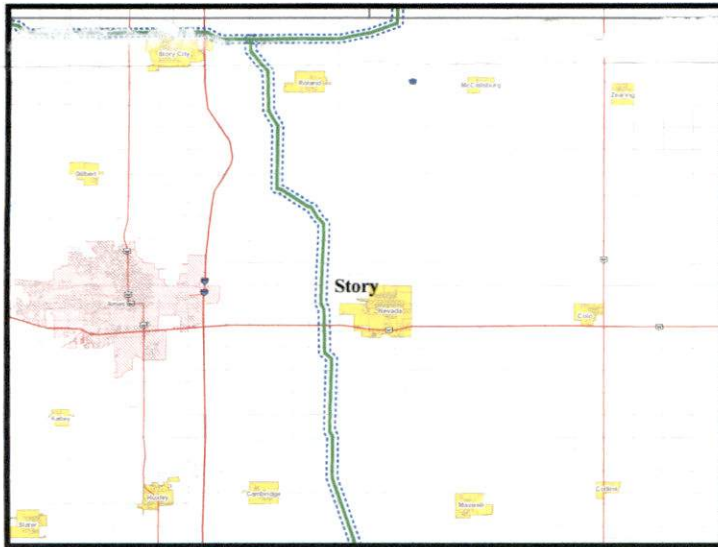 Story City
Roland
McCallsburg
Zearing
Gilbert
Story
Ames
Nevada
Colo
Kelley
Huxley
Cambridge
Maxwell
Collins
Slater